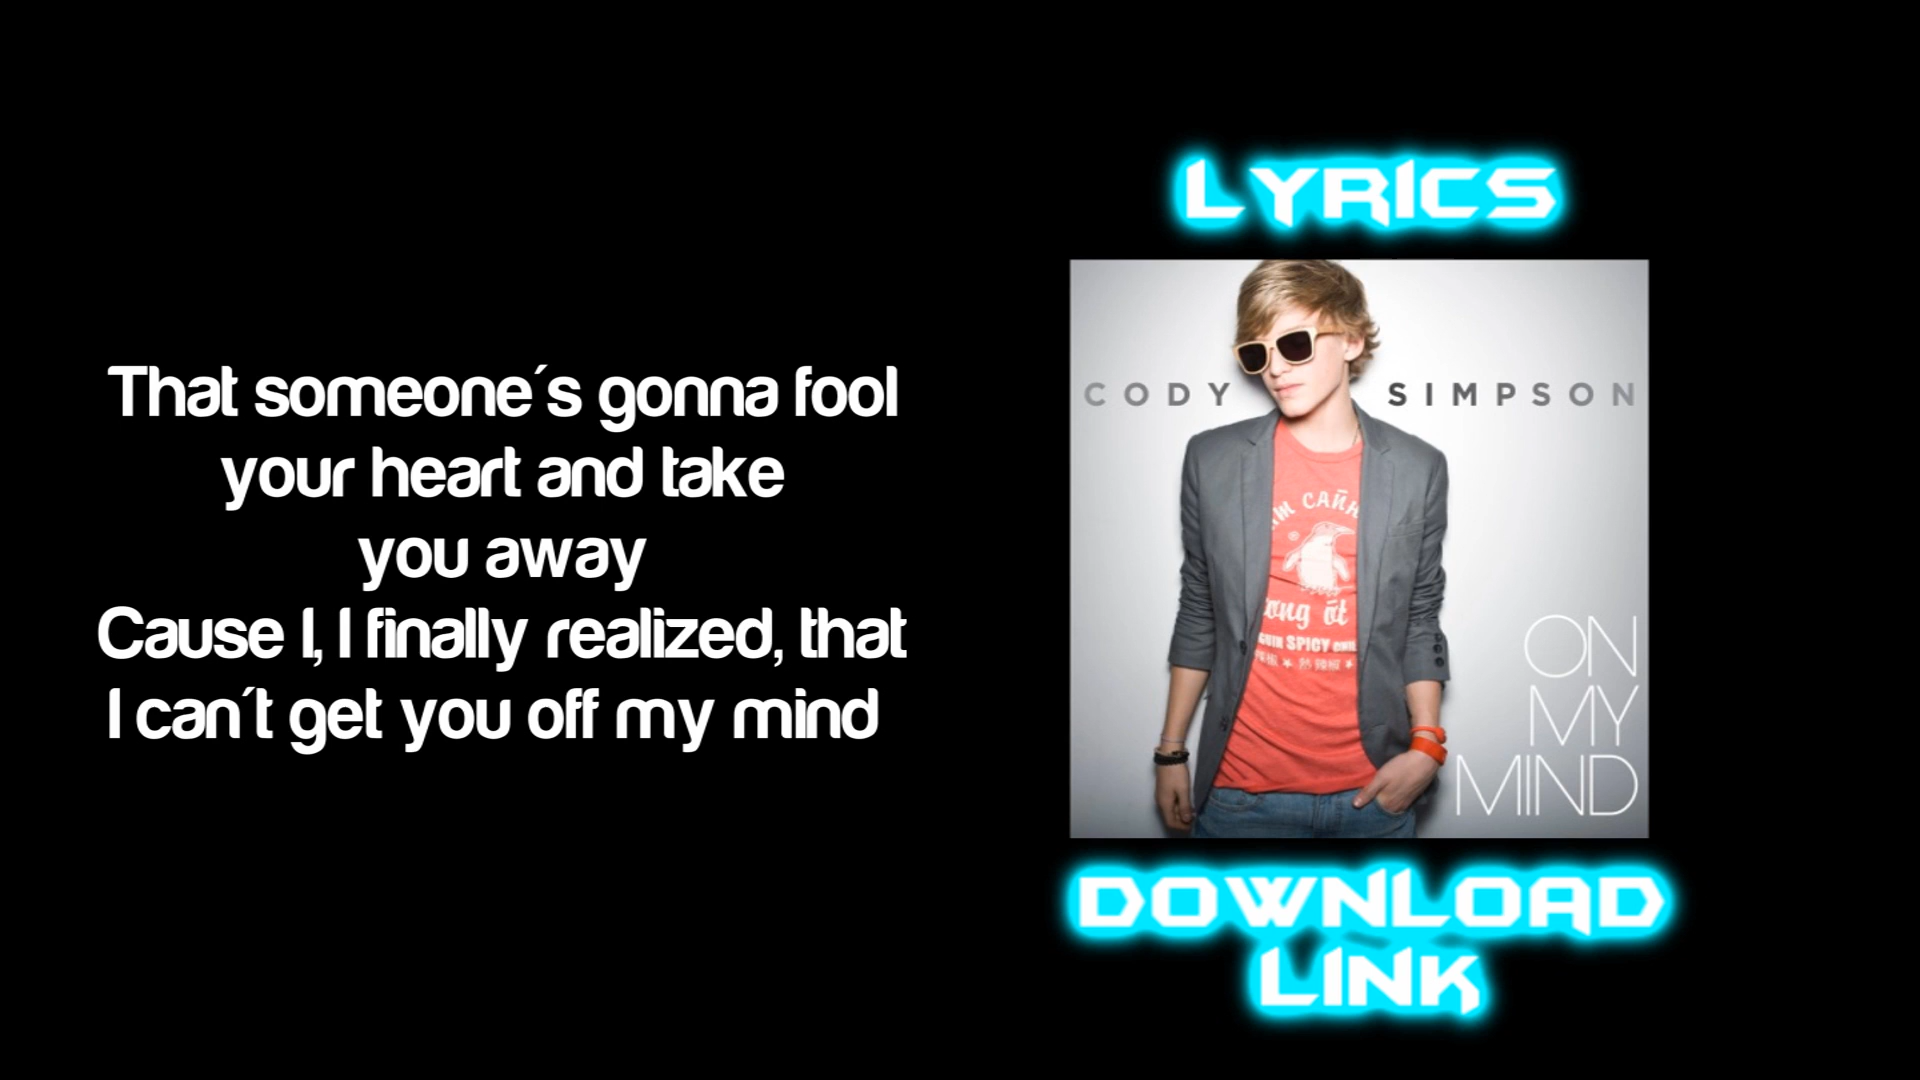 LYRICS
That someone´s gonna fool
your heart and take
you away
Cause I, I finally realized, that
I can´t get you off my mind
CODY SIMPSON
SPICY
ON
MY
MIND
DOWNLOAD
LINK